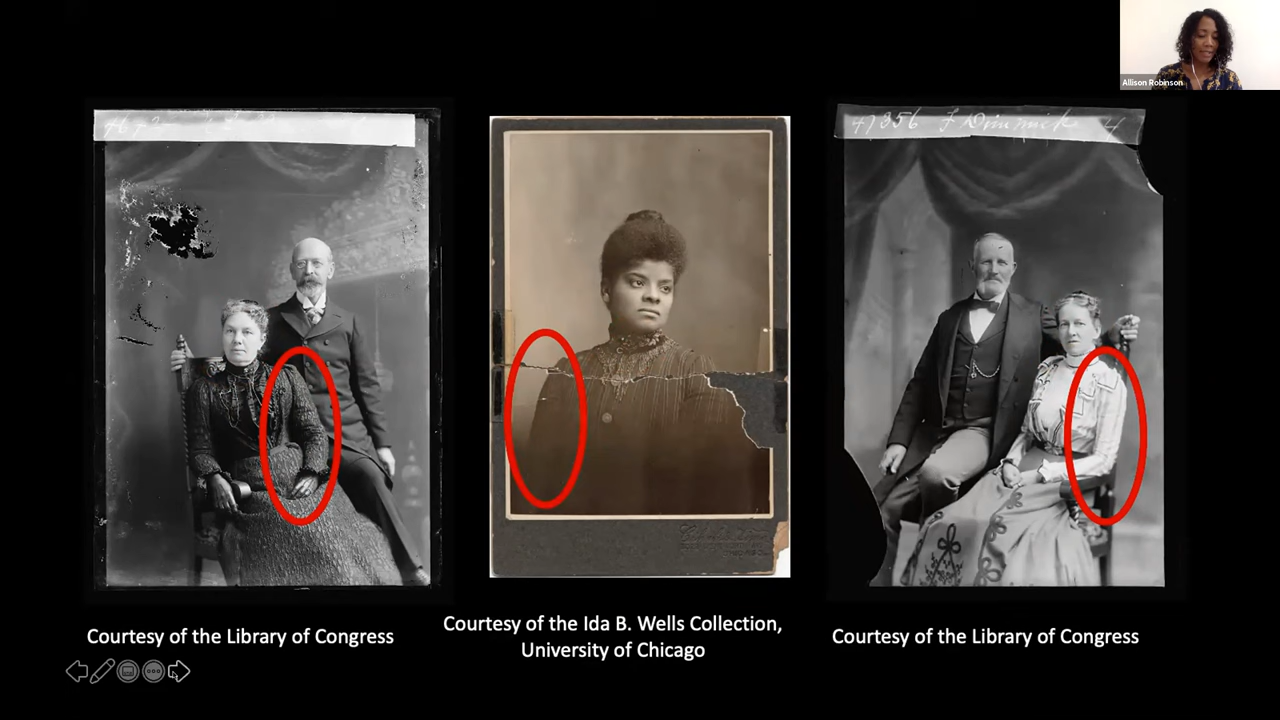 Allison Robinson
47356 F Dimmick
Courtesy of the Library of Congress
Courtesy of the Ida B. Wells Collection,
University of Chicago
Courtesy of the Library of Congress